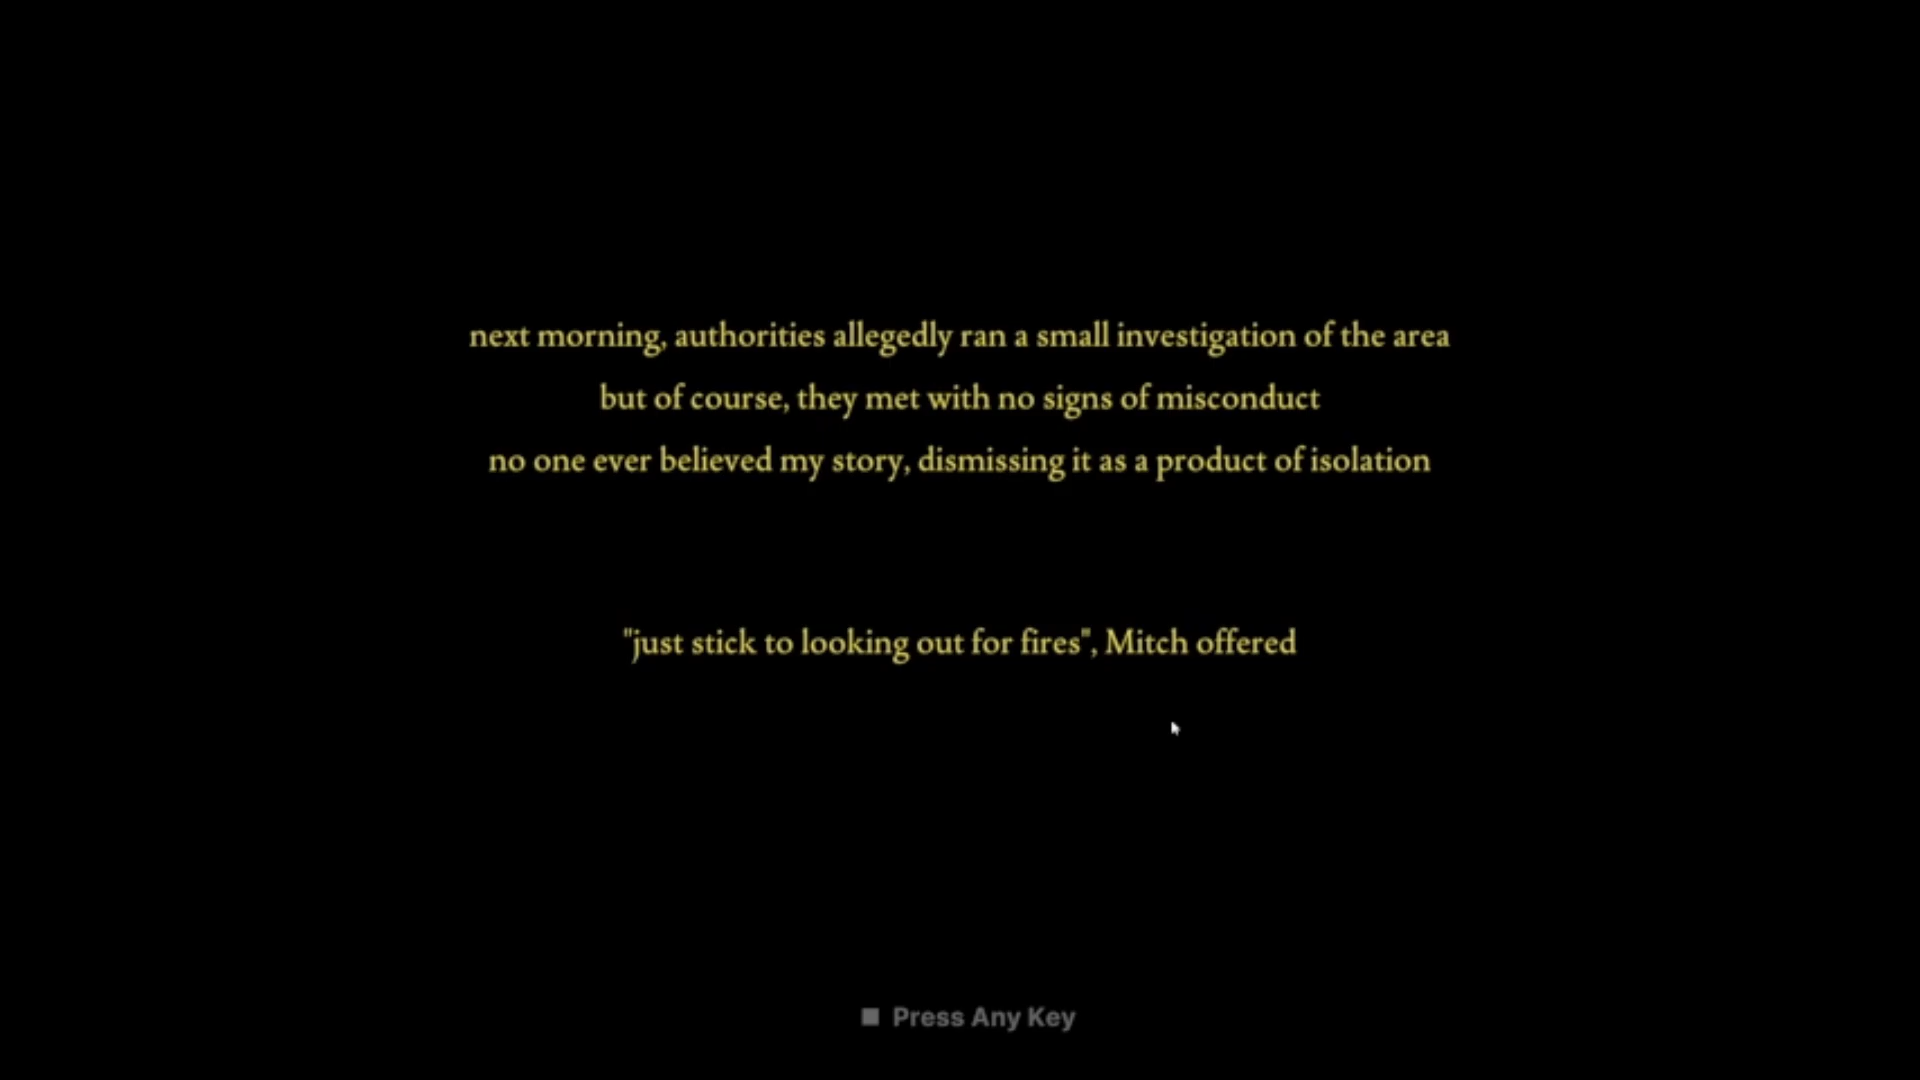 next morning, authorities allegedly ran a small investigation of the area
but of course, they met with no signs of misconduct
no one ever believed my story, dismissing it as a product of isolation
"just stick to looking out for fires", Mitch offered
Press Any Key